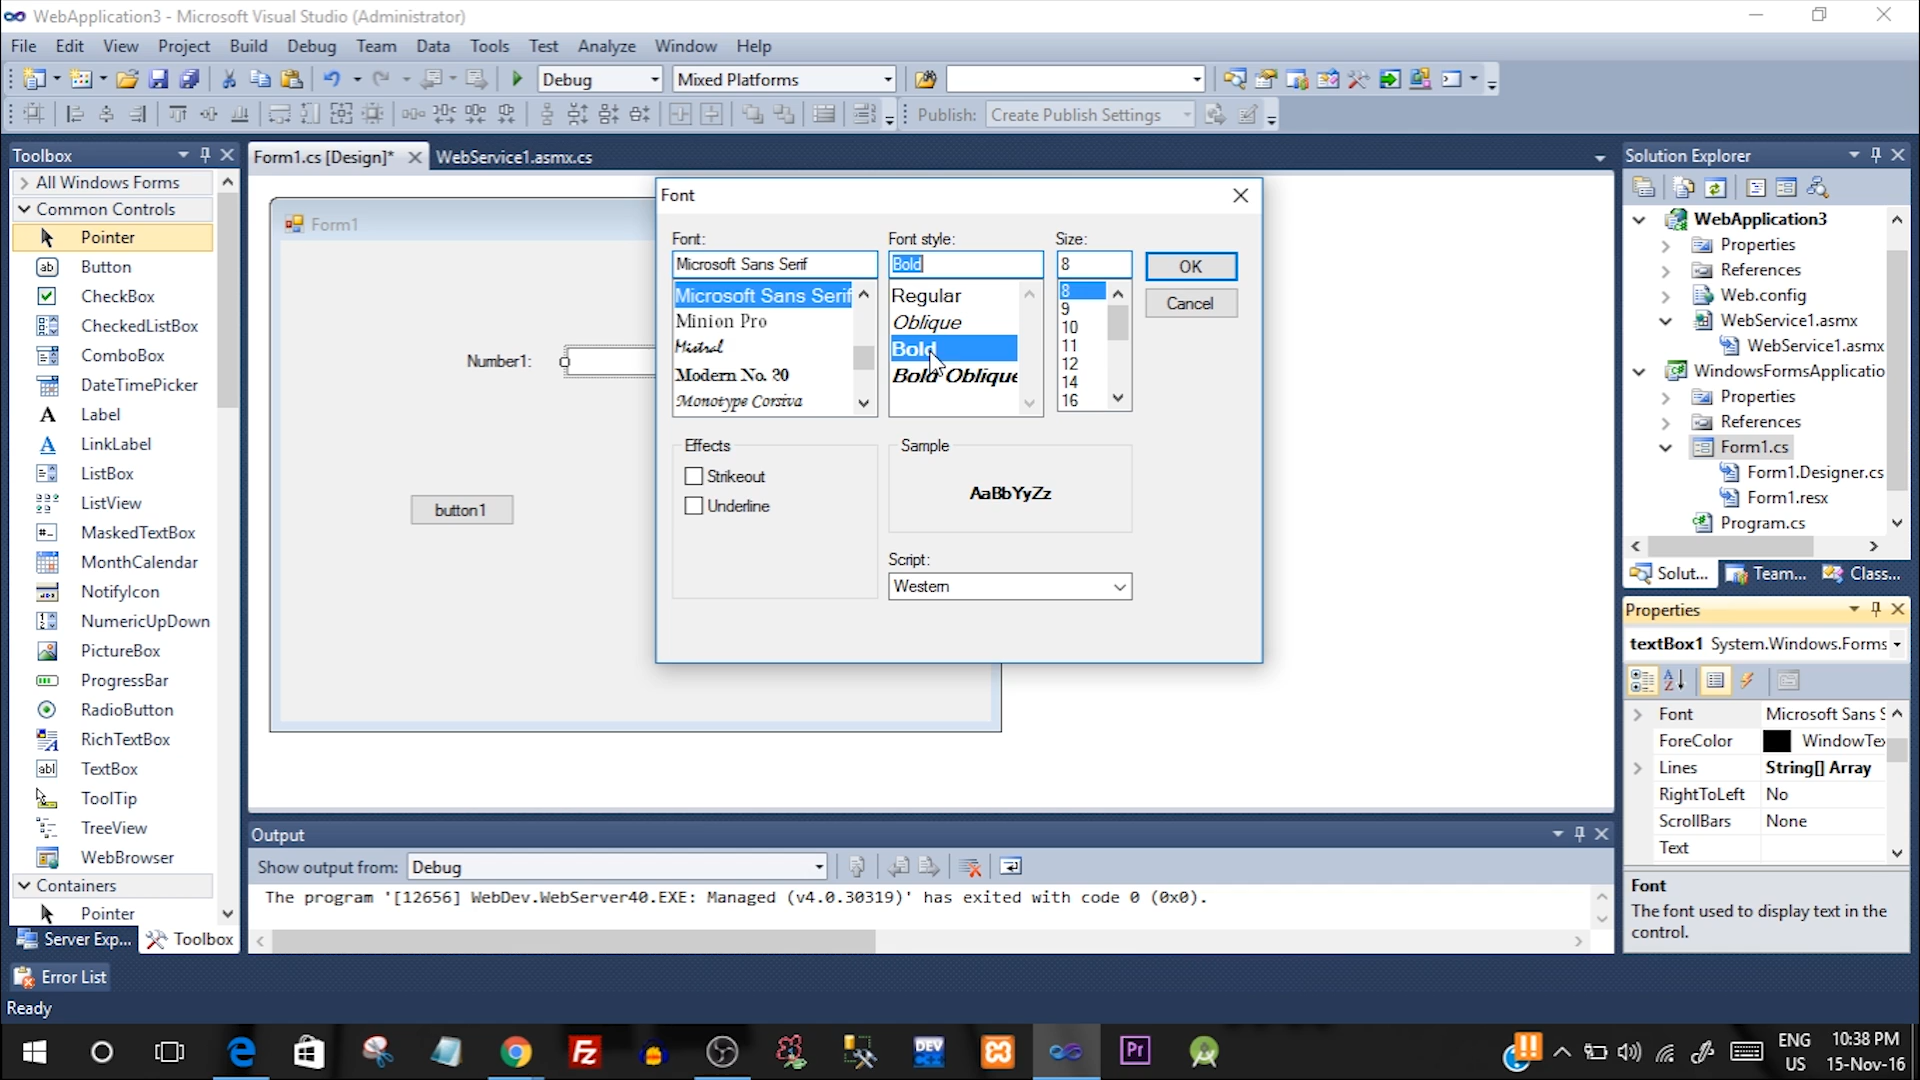 WebApplication3 - Microsoft Visual Studio (Administrator)
File Edit View Project Build Debug Team Data Tools Test Analyze Window Help
Debug Mixed Platforms
Publish: Create Publish Settings
Toolbox
All Windows Forms
Common Controls
Pointer
Button
CheckBox
CheckedListBox
ComboBox
DateTimePicker
Label
LinkLabel
ListBox
ListView
MaskedTextBox
MonthCalendar
NotifyIcon
NumericUpDown
PictureBox
ProgressBar
RadioButton
RichTextBox
TextBox
ToolTip
TreeView
WebBrowser
Containers
Pointer
Server Exp... Toolbox
Form1.cs [Design]* WebService1.asmx.cs
Form1
Number1:
button1
Font
Font: Font style: Size:
Microsoft Sans Serif Bold 8
OK
Cancel
Microsoft Sans Serif
Minion Pro
Mistral
Modern No. 20
Monotype Corsiva
Regular
Oblique
Bold
Bold Oblique
8
9
10
11
12
14
16
Effects
Strikeout
Underline
Sample
AaBbYyZz
Script:
Western
Output
Show output from: Debug
The program '[12656] WebDev.WebServer40.EXE: Managed (v4.0.30319)' has exited with code 0 (0x0).
Solution Explorer
WebApplication3
Properties
References
Web.config
WebService1.asmx
WebService1.asmx
WindowsFormsApplicatio
Properties
References
Form1.cs
Form1.Designer.cs
Form1.resx
Program.cs
Solut... Team... Class...
Properties
textBox1 System.Windows.Forms
Font Microsoft Sans S
ForeColor WindowTex
Lines String[] Array
RightToLeft No
ScrollBars None
Text
Font
The font used to display text in the
control.
Error List
Ready
DEV
Pr
ENG
US
10:38 PM
15-Nov-16